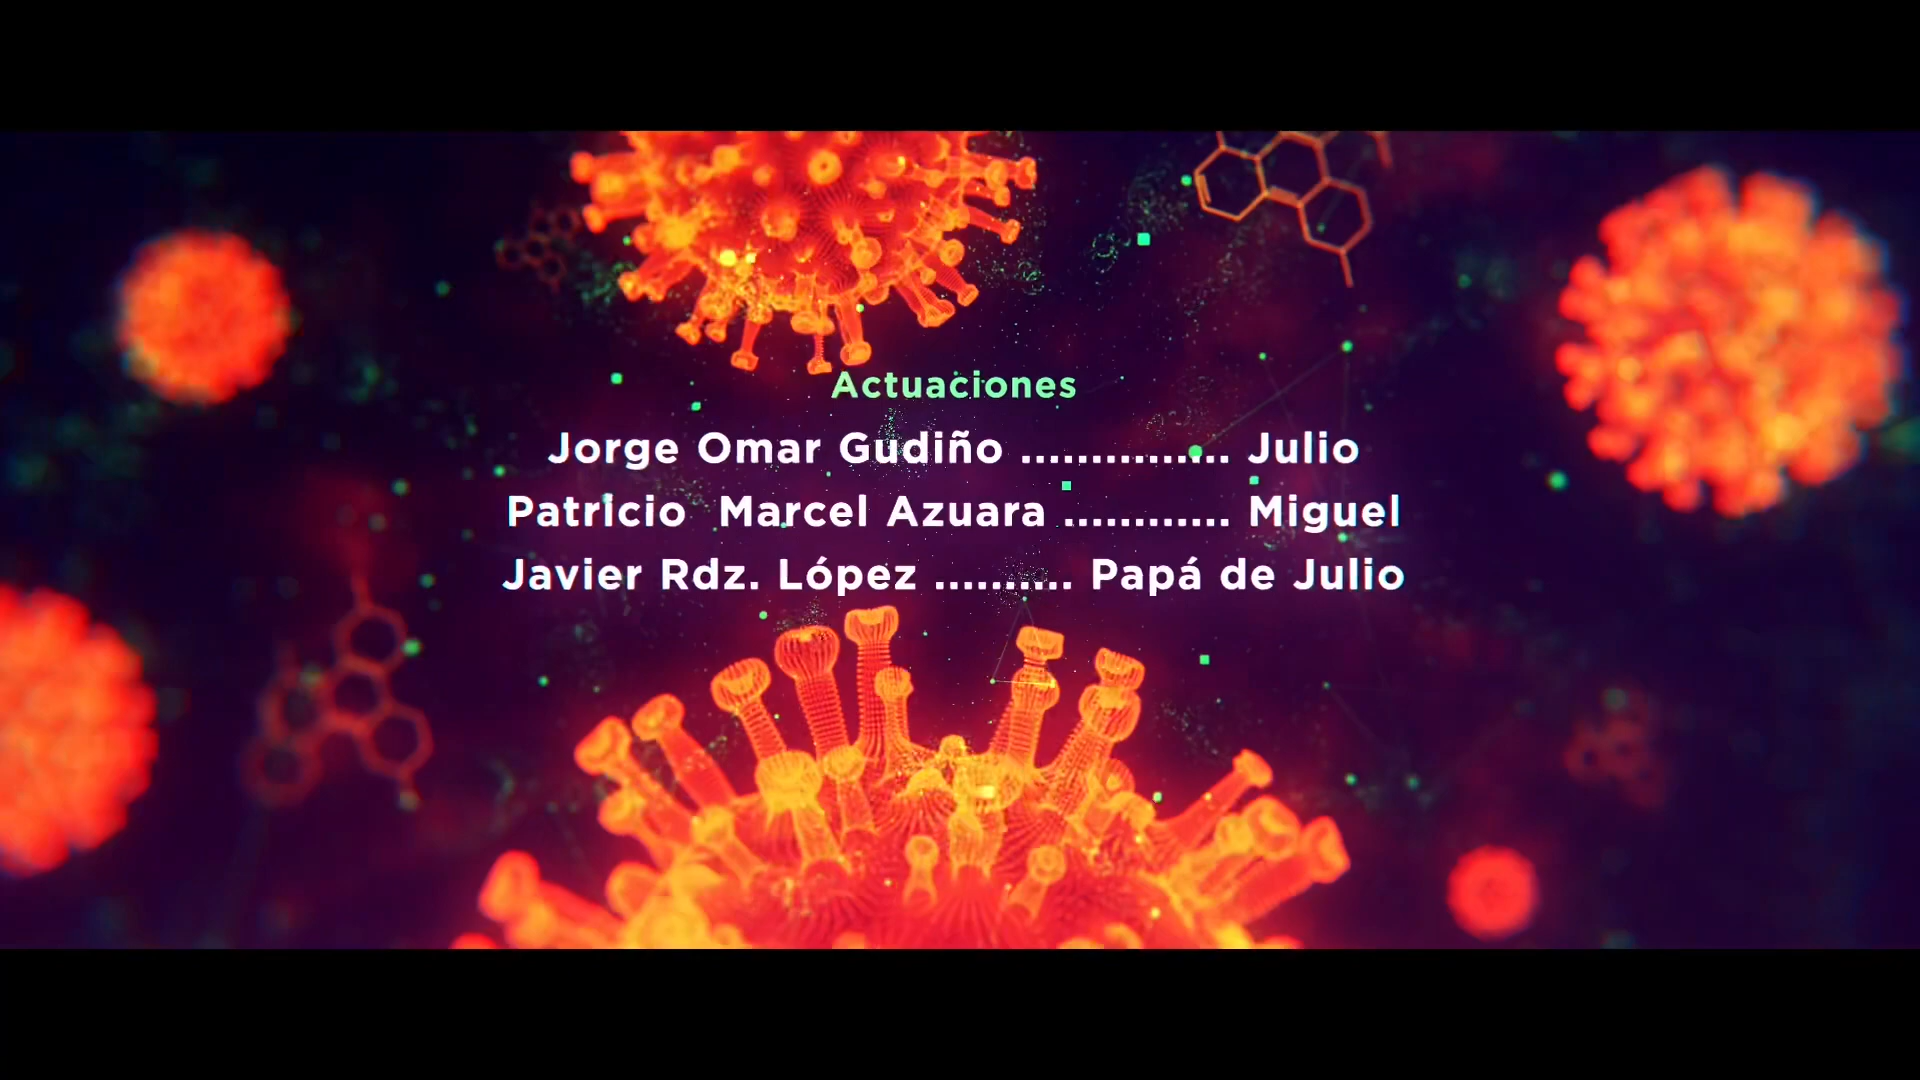 Actuaciones
Jorge Omar Gudiño ............... Julio
Patricio Marcel Azuara ............ Miguel
Javier Rdz. López .......... Papá de Julio